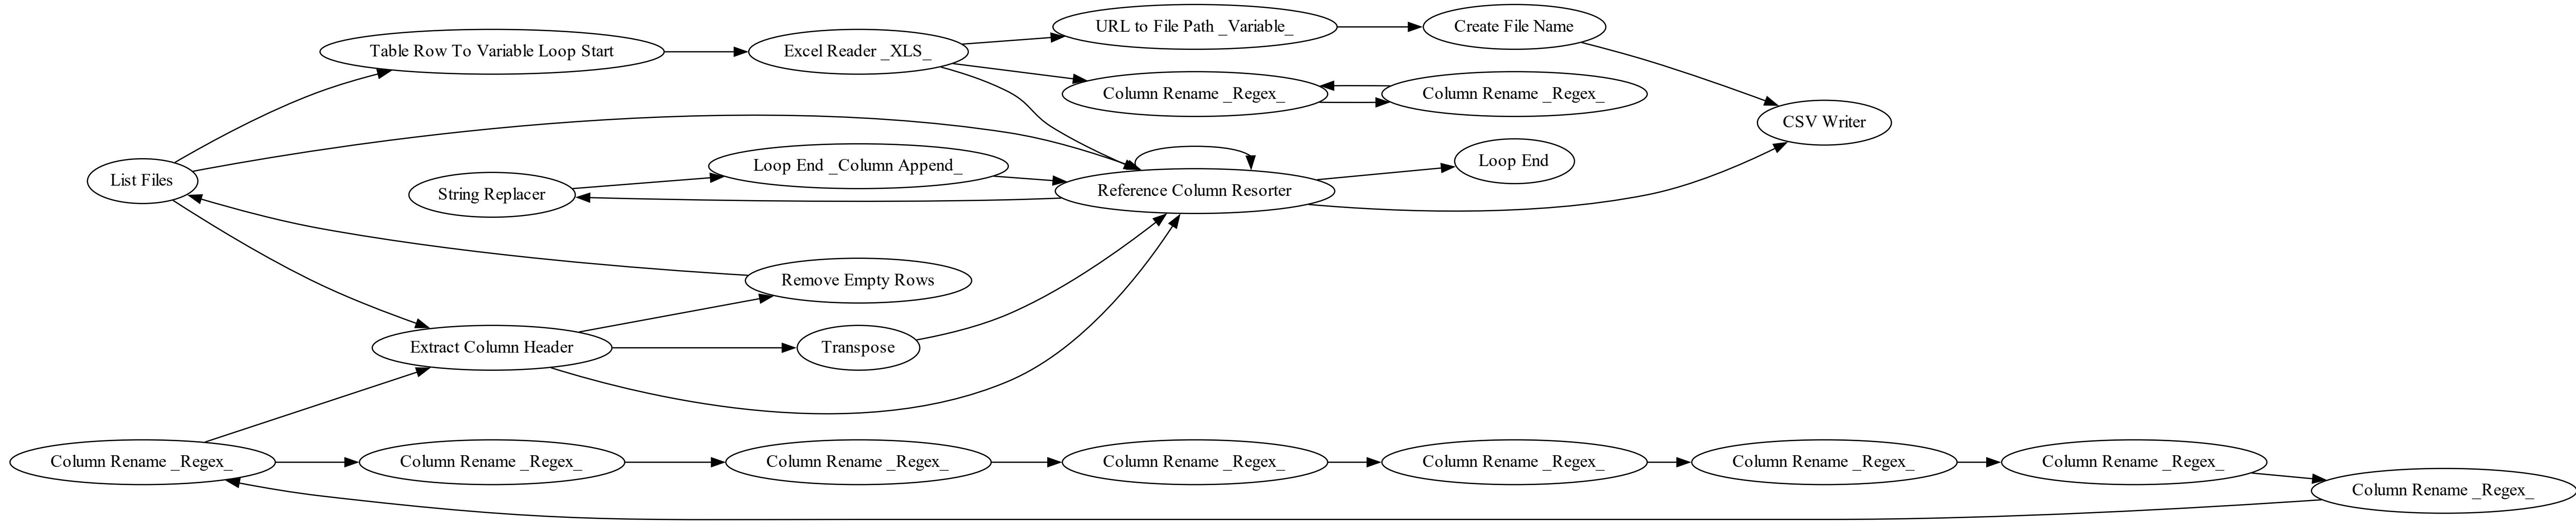 URL to File Path _Variable_
Create File Name
Table Row To Variable Loop Start
Excel Reader _XLS_
Column Rename _Regex_
Column Rename _Regex_
CSV Writer
List Files
Loop End _Column Append_
Loop End
String Replacer
Reference Column Resorter
Remove Empty Rows
Extract Column Header
Transpose
Column Rename _Regex_
Column Rename _Regex_
Column Rename _Regex_
Column Rename _Regex_
Column Rename _Regex_
Column Rename _Regex_
Column Rename _Regex_
Column Rename _Regex_